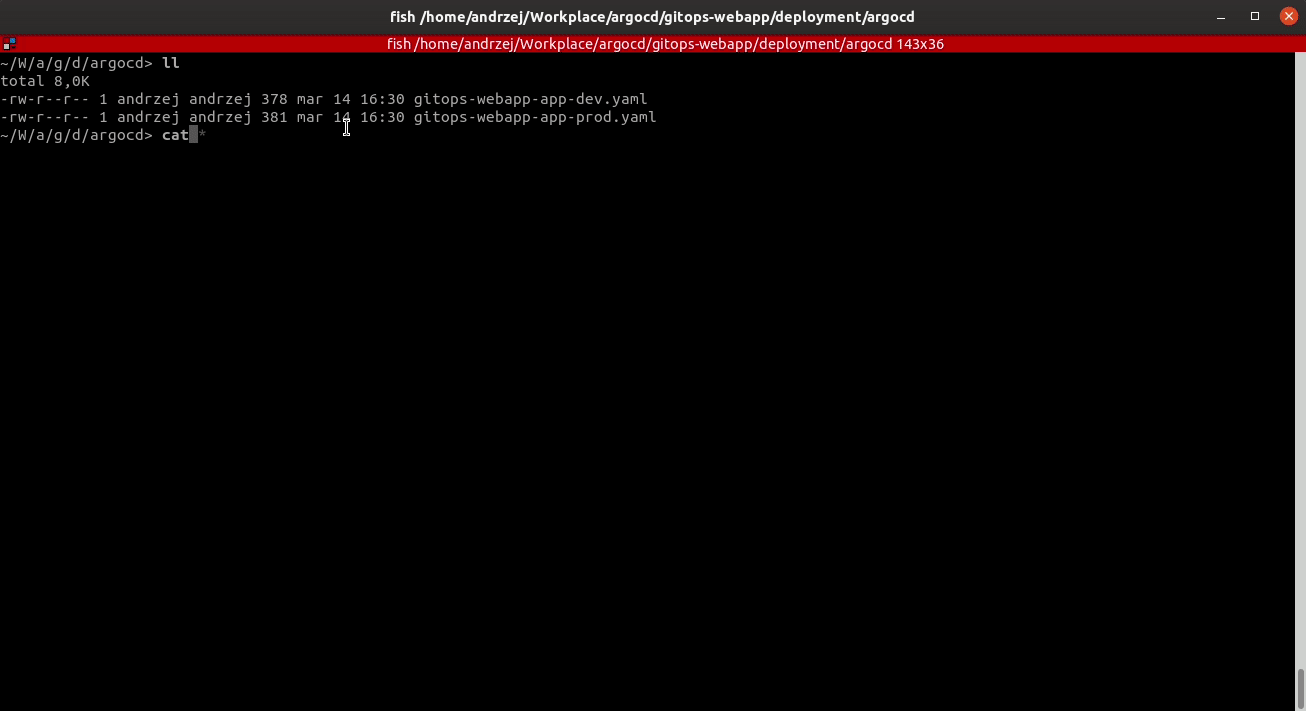 fish /home/andrzej/Workplace/argocd/gitops-webapp/deployment/argocd
fish /home/andrzej/Workplace/argocd/gitops-webapp/deployment/argocd 143x36
~/W/a/g/d/argocd> ll
total 8,0K
-rw-r--r-- 1 andrzej andrzej 378 mar 14 16:30 gitops-webapp-app-dev.yaml
-rw-r--r-- 1 andrzej andrzej 381 mar 14 16:30 gitops-webapp-app-prod.yaml
~/W/a/g/d/argocd> cat *